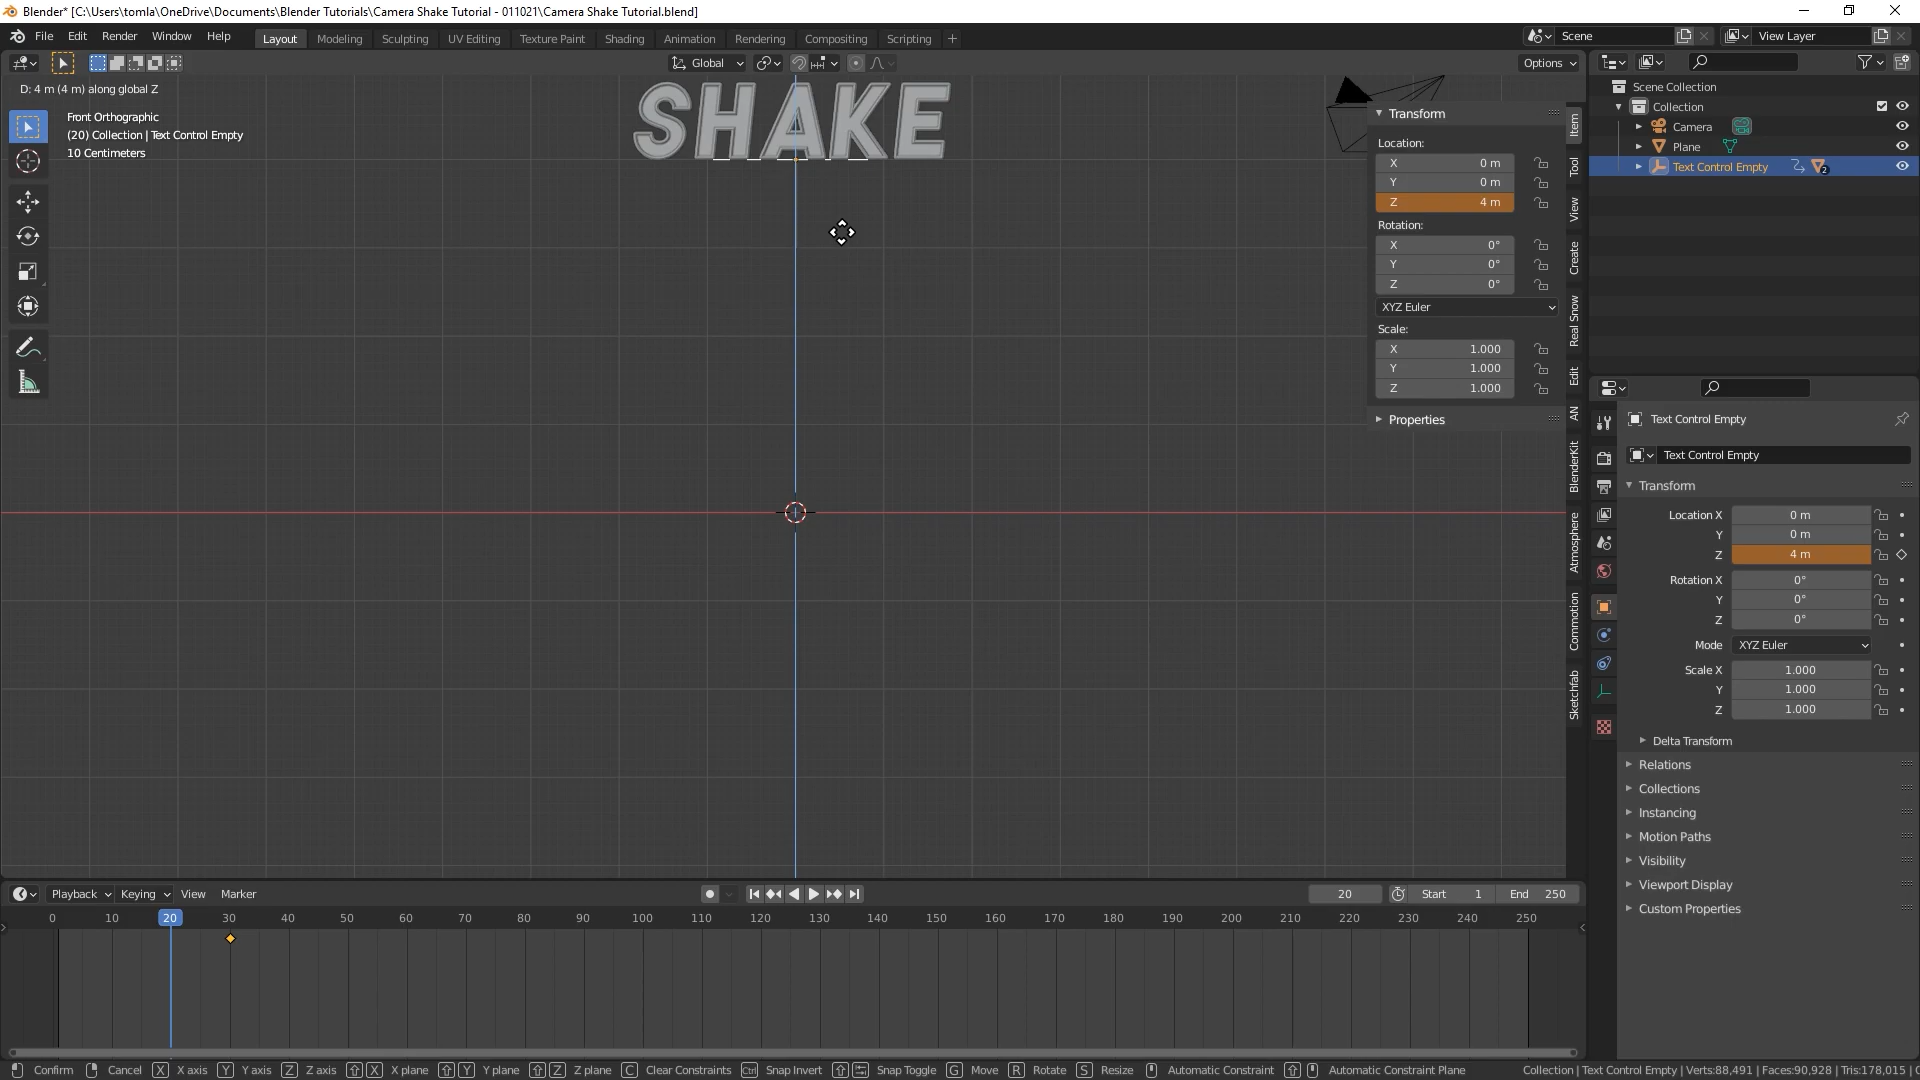 Blender* [C:\Users\tomla\OneDrive\Documents\Blender Tutorials\Camera Shake Tutorial - 011021\Camera Shake Tutorial.blend]
File Edit Render Window Help
Layout Modeling Sculpting UV Editing Texture Paint Shading Animation Rendering Compositing Scripting +
Scene
View Layer
Global
Options
D: 4 m (4 m) along global Z
Front Orthographic
(20) Collection | Text Control Empty
10 Centimeters
SHAKE
Transform
Location:
X 0 m
Y 0 m
Z 4 m
Rotation:
X 0°
Y 0°
Z 0°
XYZ Euler
Scale:
X 1.000
Y 1.000
Z 1.000
Properties
Item
Tool
View
Create
Real Snow
Edit
AN
BlenderKit
Atmosphere
Commotion
Sketchfab
Scene Collection
Collection
Camera
Plane
Text Control Empty 2
Text Control Empty
Text Control Empty
Transform
Location X 0 m
Y 0 m
Z 4 m
Rotation X 0°
Y 0°
Z 0°
Mode XYZ Euler
Scale X 1.000
Y 1.000
Z 1.000
Delta Transform
Relations
Collections
Instancing
Motion Paths
Visibility
Viewport Display
Custom Properties
Playback Keying View Marker
20 Start 1 End 250
0 10 20 30 40 50 60 70 80 90 100 110 120 130 140 150 160 170 180 190 200 210 220 230 240 250
Confirm Cancel X X axis Y Y axis Z Z axis X X plane Y Y plane Z Z plane C Clear Constraints Ctrl Snap Invert Snap Toggle G Move R Rotate S Resize Automatic Constraint Automatic Constraint Plane
Collection | Text Control Empty | Verts:88,491 | Faces:90,928 | Tris:178,015 |